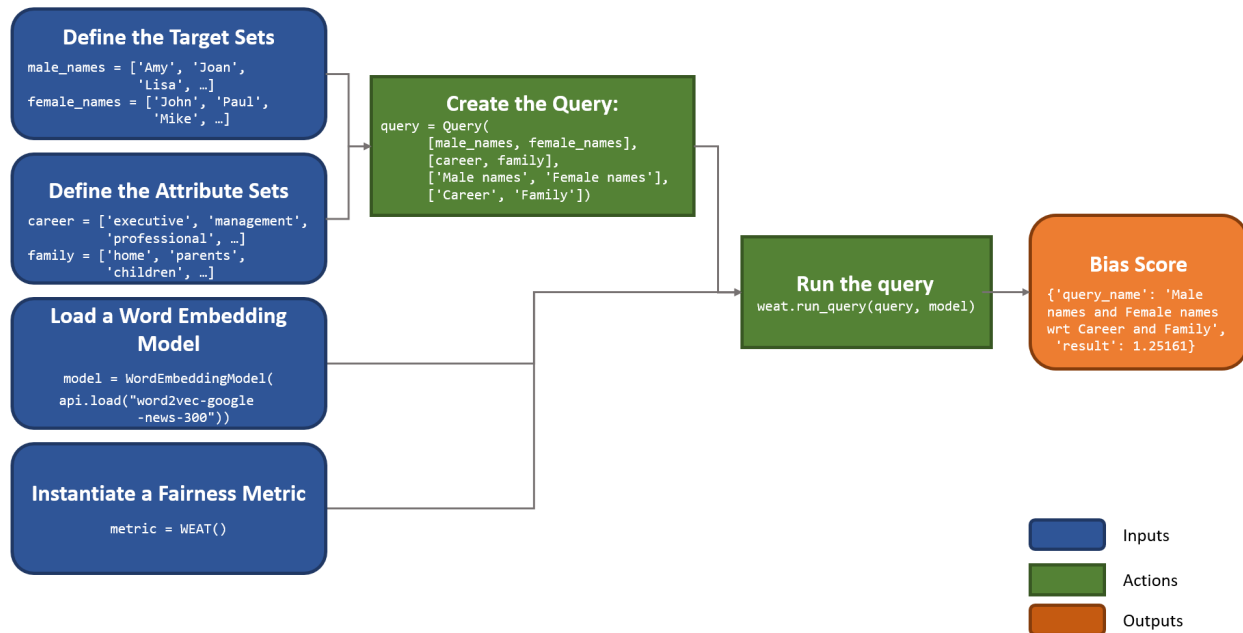 Define the Target Sets
male_names = ['Amy', 'Joan',
'Lisa', …]
female_names = ['John', 'Paul',
'Mike', …]
Define the Attribute Sets
career = ['executive', 'management',
'professional', …]
family = ['home', 'parents',
'children', …]
Load a Word Embedding
Model
model = WordEmbeddingModel(
api.load("word2vec-google
-news-300"))
Instantiate a Fairness Metric
metric = WEAT()
Create the Query:
query = Query(
[male_names, female_names],
[career, family],
['Male names', 'Female names'],
['Career', 'Family'])
Run the query
weat.run_query(query, model)
Bias Score
{'query_name': 'Male
names and Female names
wrt Career and Family',
'result': 1.25161}
Inputs
Actions
Outputs